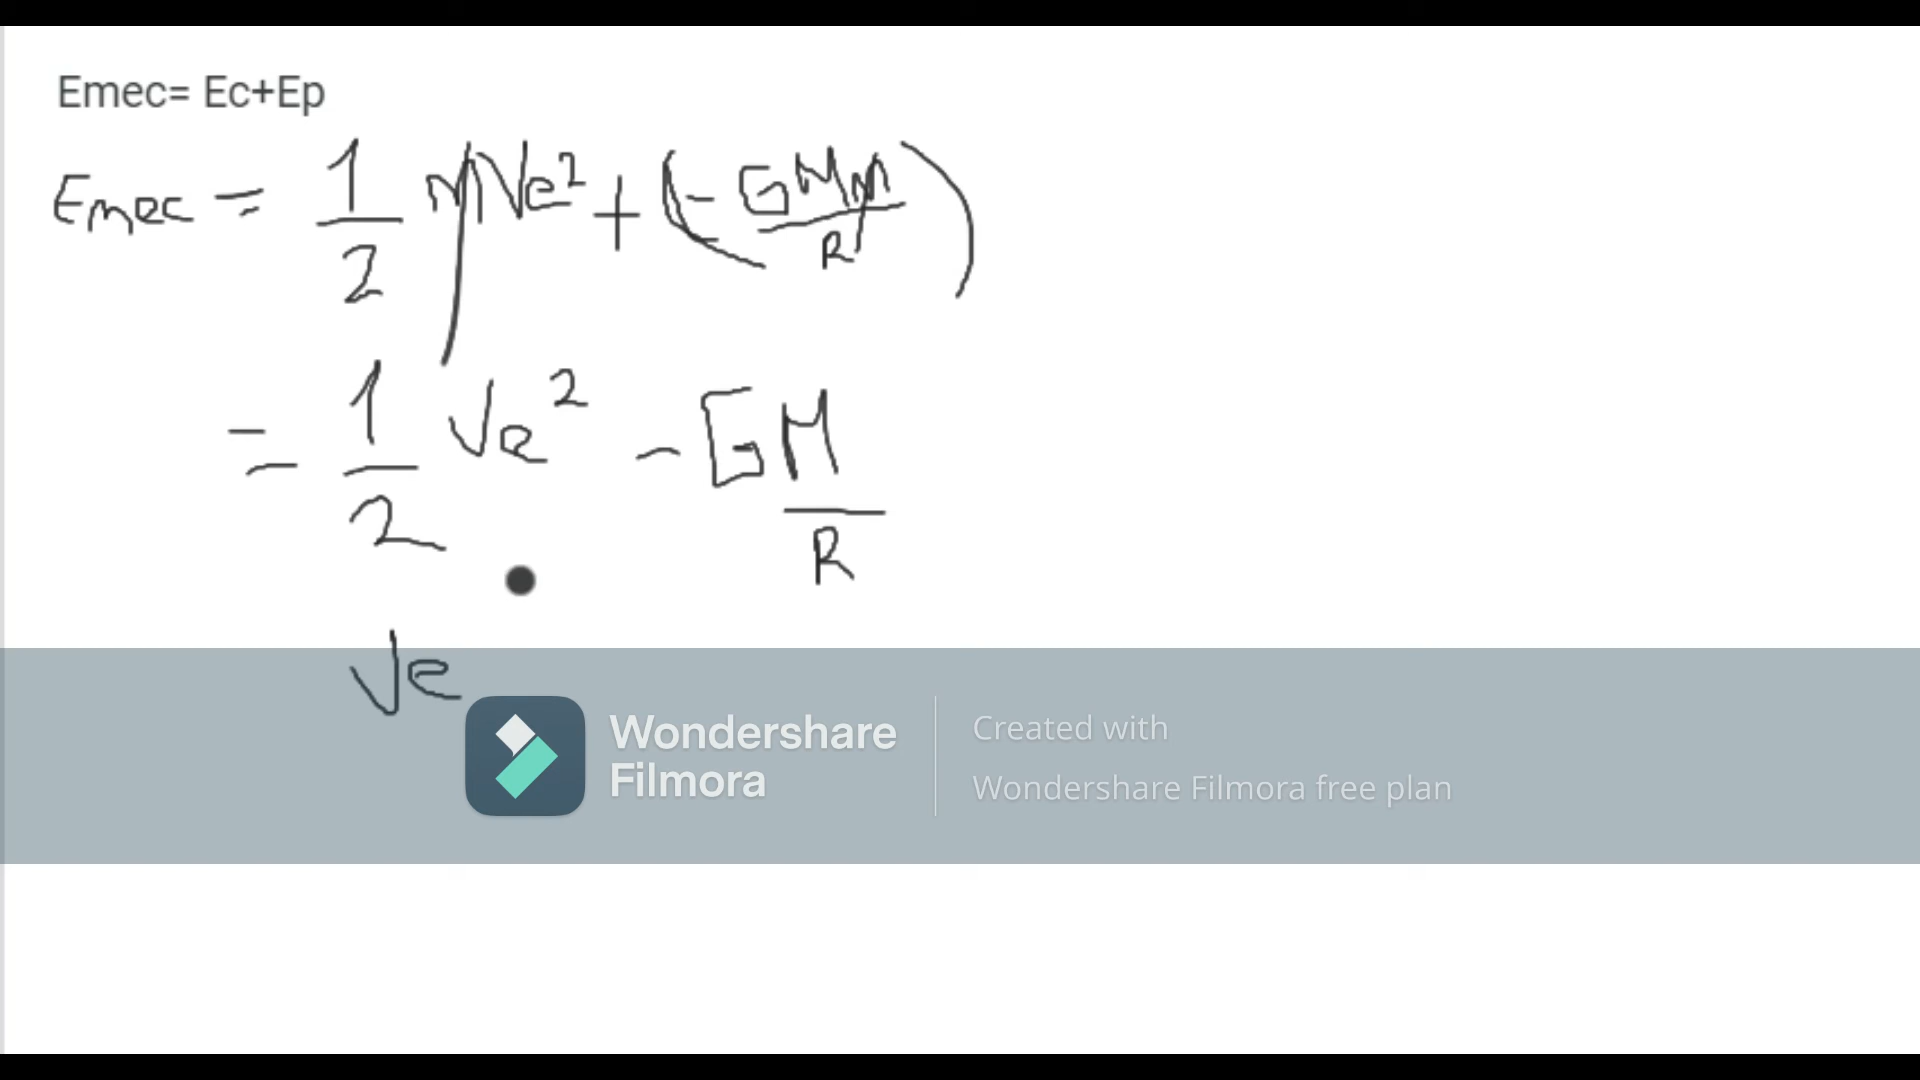 Emec= Ec+Ep
Emec = 1/2 mVe² + (- GMm/R)
= 1/2 Ve² - GM/R
Ve
Wondershare
Filmora
Created with
Wondershare Filmora free plan